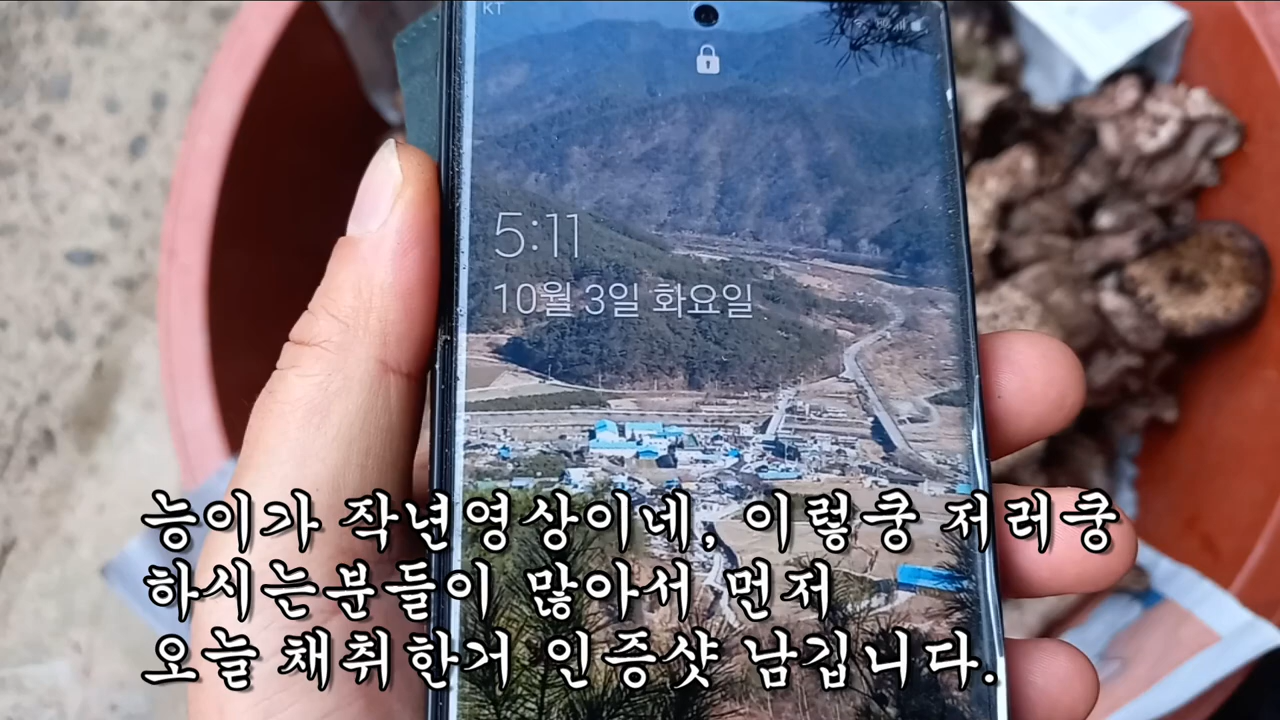 KT
5:11
10월 3일 화요일
능이가 작년영상이네, 이렇쿵 저러쿵
하시는분들이 많아서 먼저
오늘 채취한거 인증샷 남깁니다.